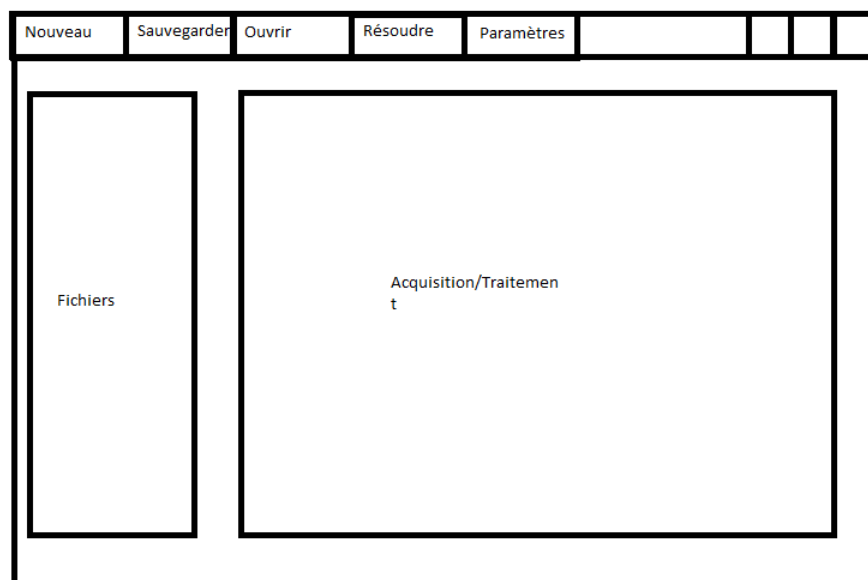 Nouveau
Sauvegarder
Ouvrir
Résoudre
Paramètres
Fichiers
Acquisition/Traitemen
t